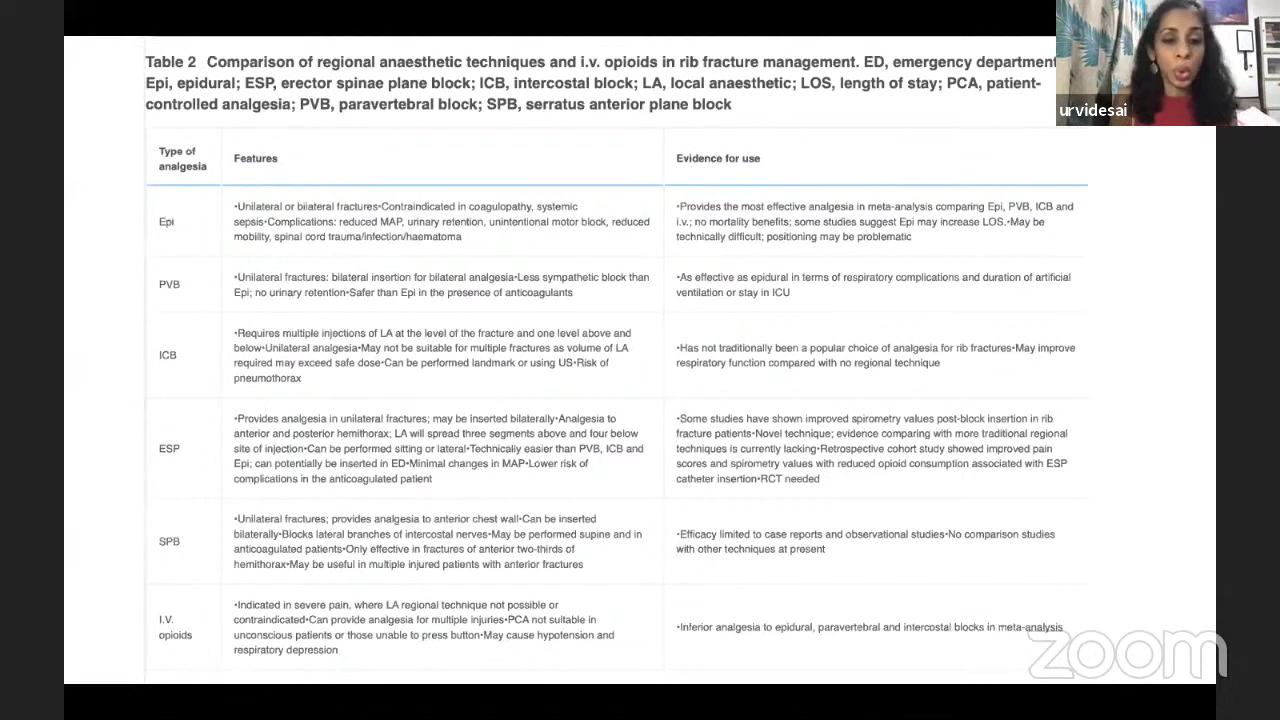 Table 2 Comparison of regional anaesthetic techniques and i.v. opioids in rib fracture management. ED, emergency department
Epi, epidural; ESP, erector spinae plane block; ICB, intercostal block; LA, local anaesthetic; LOS, length of stay; PCA, patient-
controlled analgesia; PVB, paravertebral block; SPB, serratus anterior plane block
urvidesai
Type of
analgesia
Features
Evidence for use
Epi
•Unilateral or bilateral fractures•Contraindicated in coagulopathy, systemic
sepsis•Complications: reduced MAP, urinary retention, unintentional motor block, reduced
mobility, spinal cord trauma/infection/haematoma
•Provides the most effective analgesia in meta-analysis comparing Epi, PVB, ICB and
i.v.; no mortality benefits; some studies suggest Epi may increase LOS.•May be
technically difficult; positioning may be problematic
PVB
•Unilateral fractures: bilateral insertion for bilateral analgesia•Less sympathetic block than
Epi; no urinary retention•Safer than Epi in the presence of anticoagulants
•As effective as epidural in terms of respiratory complications and duration of artificial
ventilation or stay in ICU
ICB
•Requires multiple injections of LA at the level of the fracture and one level above and
below•Unilateral analgesia•May not be suitable for multiple fractures as volume of LA
required may exceed safe dose•Can be performed landmark or using US•Risk of
pneumothorax
•Has not traditionally been a popular choice of analgesia for rib fractures•May improve
respiratory function compared with no regional technique
ESP
•Provides analgesia in unilateral fractures; may be inserted bilaterally•Analgesia to
anterior and posterior hemithorax; LA will spread three segments above and four below
site of injection•Can be performed sitting or lateral•Technically easier than PVB, ICB and
Epi; can potentially be inserted in ED•Minimal changes in MAP•Lower risk of
complications in the anticoagulated patient
•Some studies have shown improved spirometry values post-block insertion in rib
fracture patients•Novel technique; evidence comparing with more traditional regional
techniques is currently lacking•Retrospective cohort study showed improved pain
scores and spirometry values with reduced opioid consumption associated with ESP
catheter insertion•RCT needed
SPB
•Unilateral fractures; provides analgesia to anterior chest wall•Can be inserted
bilaterally•Blocks lateral branches of intercostal nerves•May be performed supine and in
anticoagulated patients•Only effective in fractures of anterior two-thirds of
hemithorax•May be useful in multiple injured patients with anterior fractures
•Efficacy limited to case reports and observational studies•No comparison studies
with other techniques at present
I.V.
opioids
•Indicated in severe pain, where LA regional technique not possible or
contraindicated•Can provide analgesia for multiple injuries•PCA not suitable in
unconscious patients or those unable to press button•May cause hypotension and
respiratory depression
•Inferior analgesia to epidural, paravertebral and intercostal blocks in meta-analysis
zoom